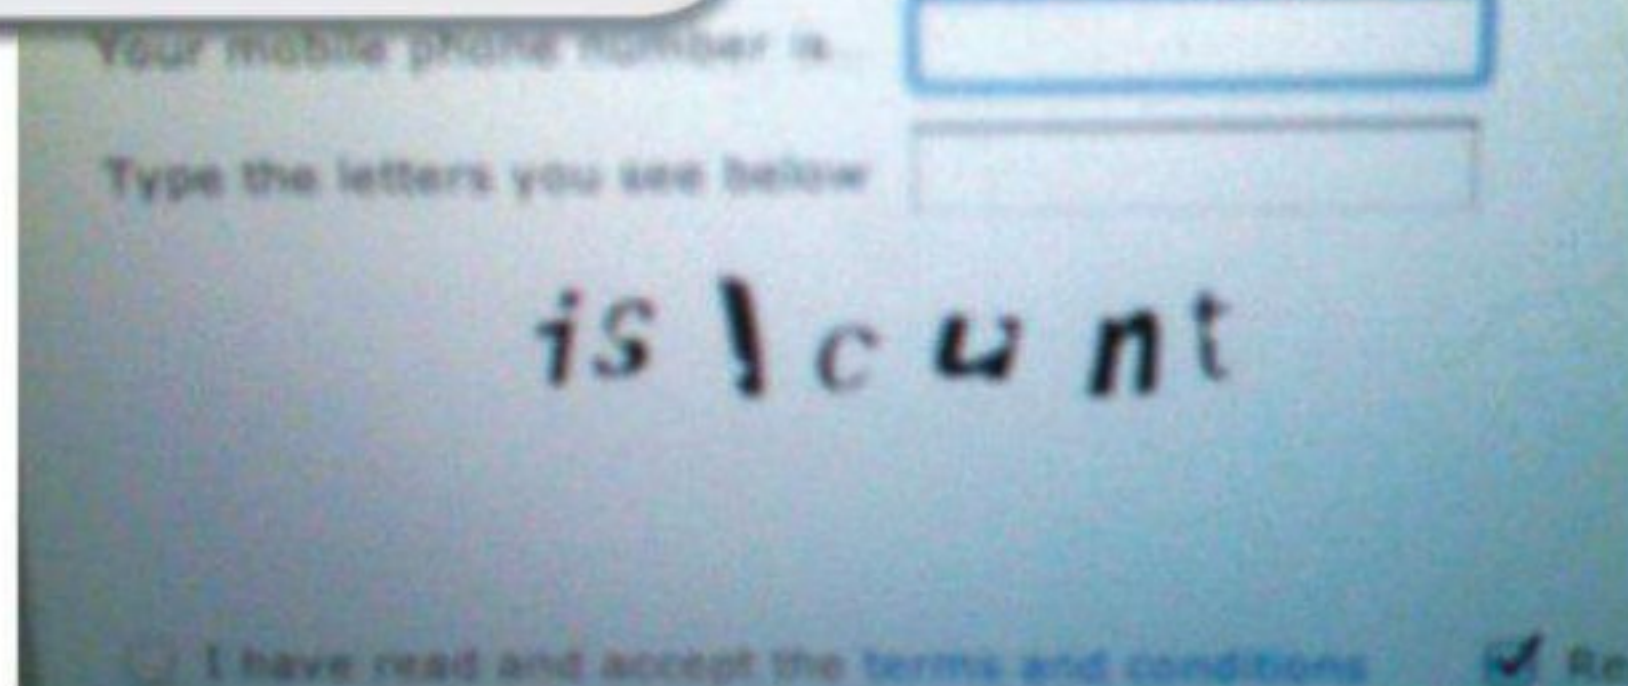 Your mobile phone number is...
Type the letters you see below
is \ c u n t
I have read and accept the terms and conditions
Re